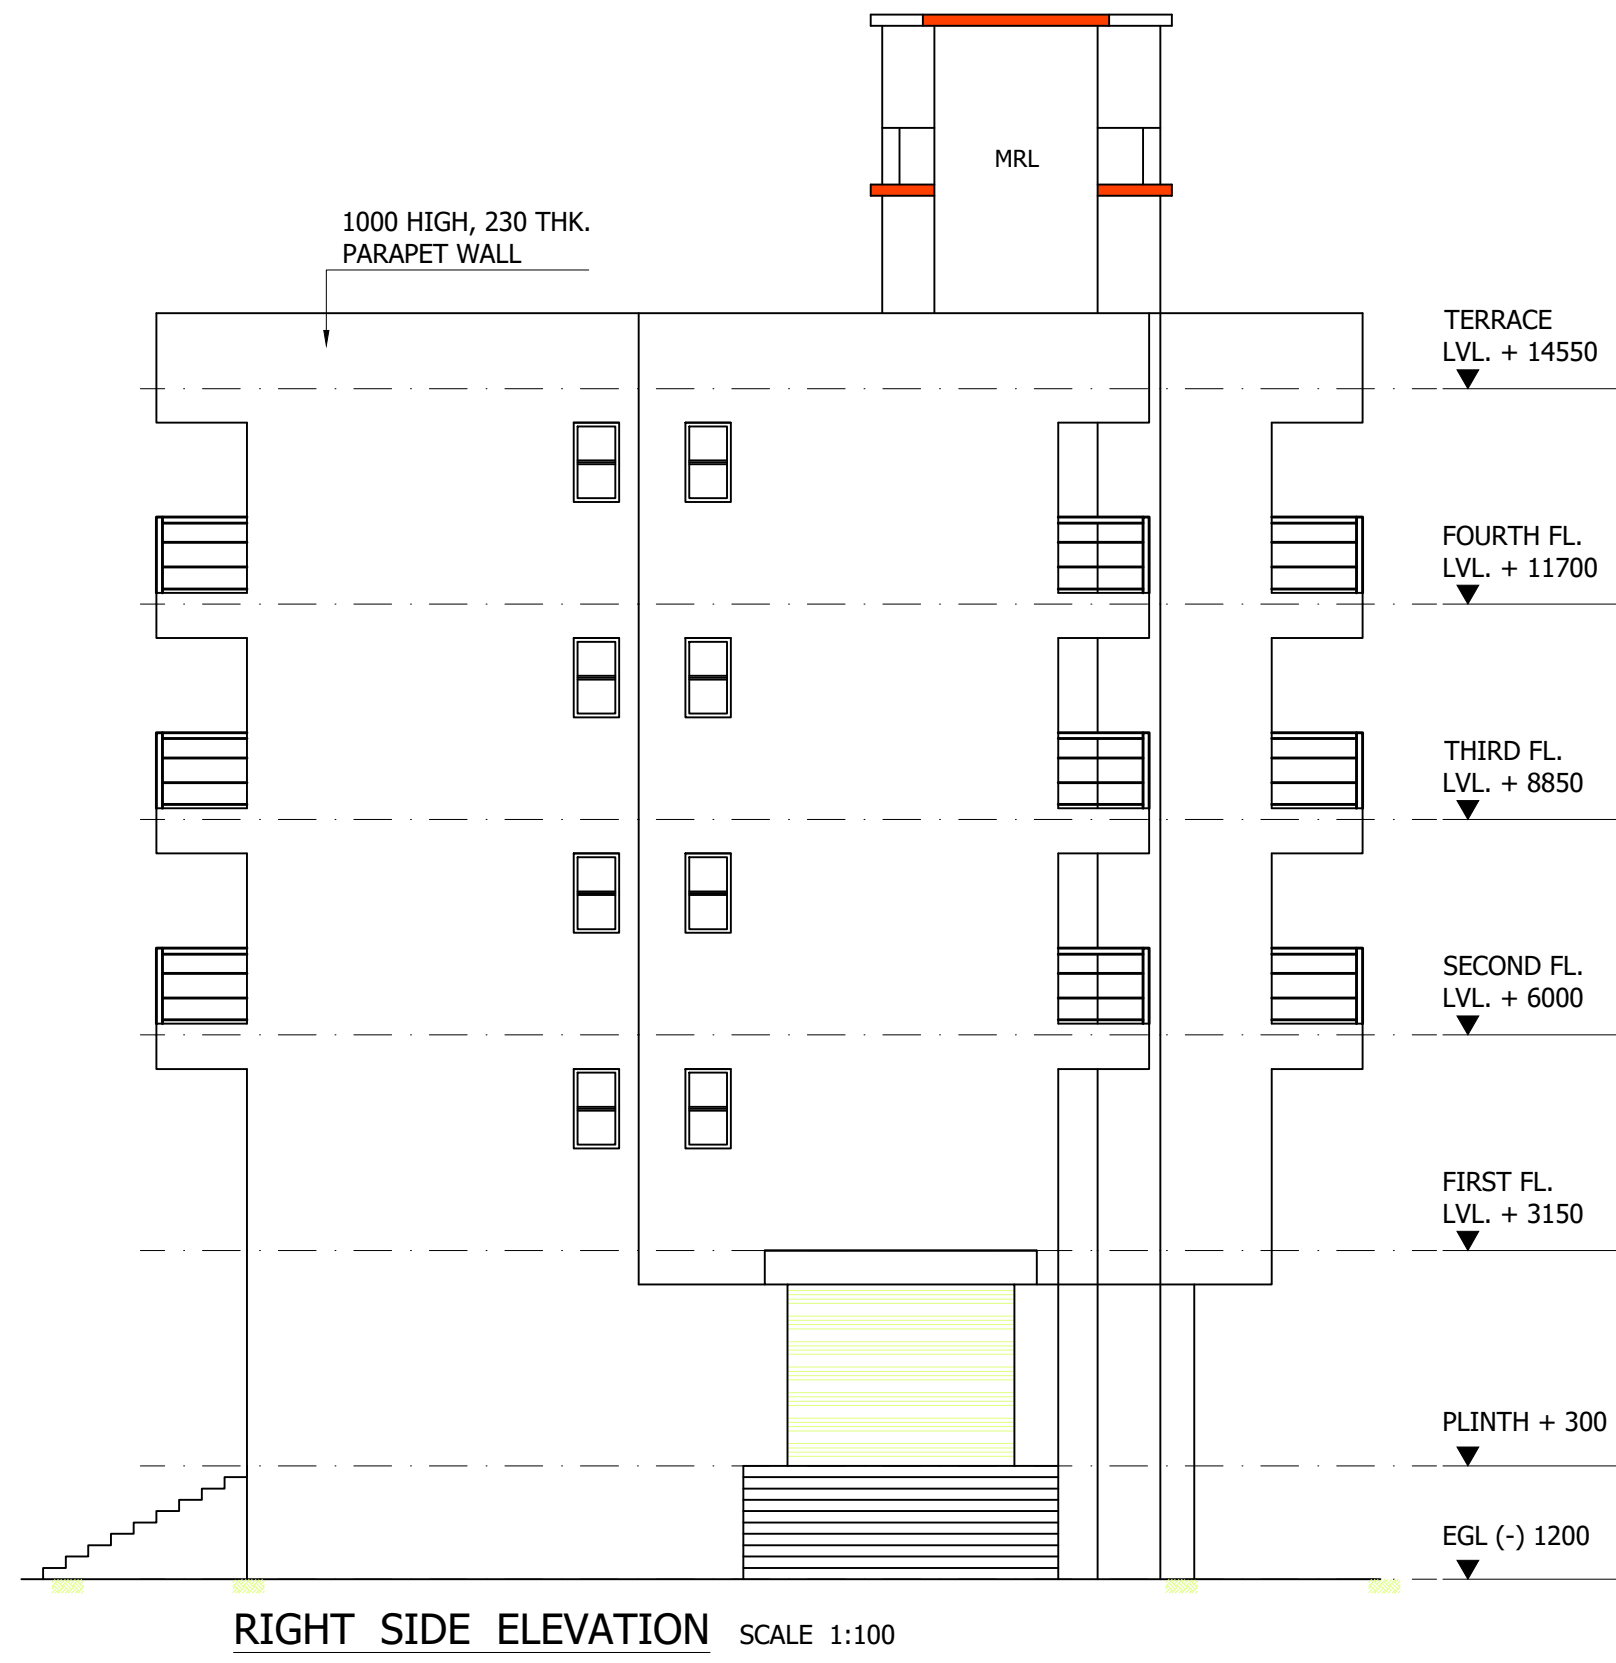 MRL
1000 HIGH, 230 THK.
PARAPET WALL
TERRACE
LVL. + 14550
FOURTH FL.
LVL. + 11700
THIRD FL.
LVL. + 8850
SECOND FL.
LVL. + 6000
FIRST FL.
LVL. + 3150
PLINTH + 300
EGL (-) 1200
RIGHT SIDE ELEVATION SCALE 1:100